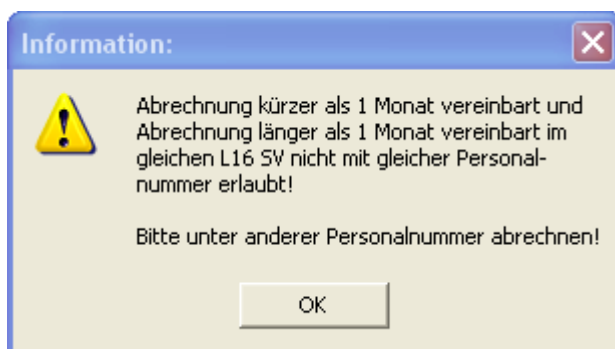 Information:
Abrechnung kürzer als 1 Monat vereinbart und
Abrechnung länger als 1 Monat vereinbart im
gleichen L16 SV nicht mit gleicher Personal-
nummer erlaubt!
Bitte unter anderer Personalnummer abrechnen!
OK